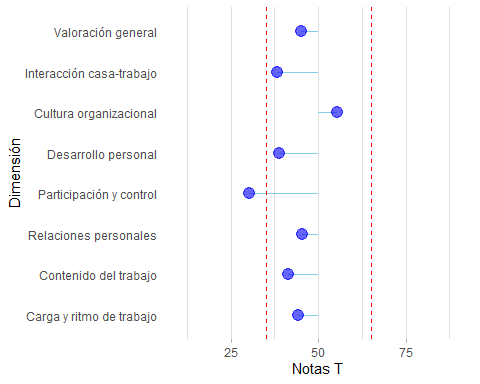 Valoración general
Interacción casa-trabajo
Cultura organizacional
Desarrollo personal
Participación y control
Relaciones personales
Contenido del trabajo
Carga y ritmo de trabajo
Dimensión
25 50 75
Notas T